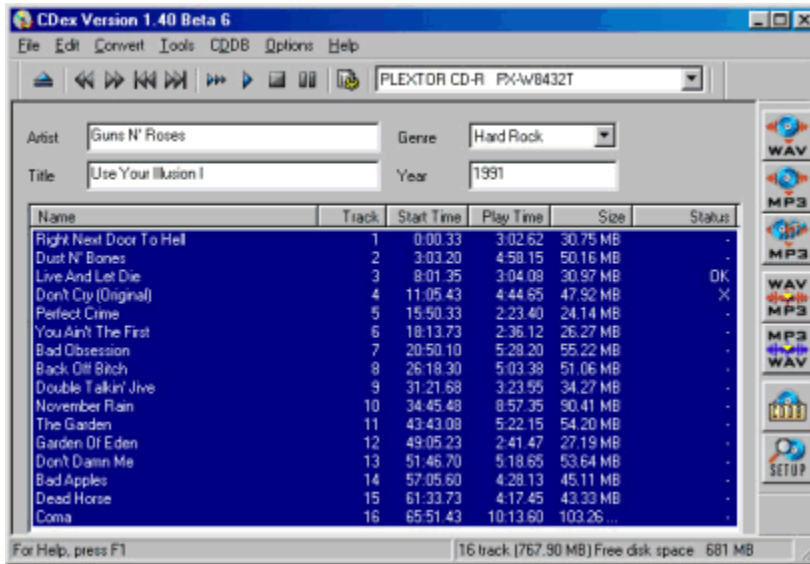 CDex Version 1.40 Beta 6
File Edit Convert Tools CDDB Options Help
PLEXTOR CD-R PX-W8432T
Artist Guns N' Roses Genre Hard Rock
Title Use Your Illusion I Year 1991
Name Track Start Time Play Time Size Status
Right Next Door To Hell 1 0:00.33 3:02.62 30.75 MB -
Dust N' Bones 2 3:03.20 4:58.15 50.16 MB -
Live And Let Die 3 8:01.35 3:04.08 30.97 MB OK
Don't Cry (Original) 4 11:05.43 4:44.65 47.92 MB X
Perfect Crime 5 15:50.33 2:23.40 24.14 MB -
You Ain't The First 6 18:13.73 2:36.12 26.27 MB -
Bad Obsession 7 20:50.10 5:28.20 55.22 MB -
Back Off Bitch 8 26:18.30 5:03.38 51.06 MB -
Double Talkin' Jive 9 31:21.68 3:23.55 34.27 MB -
November Rain 10 34:45.48 8:57.35 90.41 MB -
The Garden 11 43:43.08 5:22.15 54.20 MB -
Garden Of Eden 12 49:05.23 2:41.47 27.19 MB -
Don't Damn Me 13 51:46.70 5:18.65 53.64 MB -
Bad Apples 14 57:05.60 4:28.13 45.11 MB -
Dead Horse 15 61:33.73 4:17.45 43.33 MB -
Coma 16 65:51.43 10:13.60 103.26 ... -
WAV
MP3
MP3
WAV
MP3
MP3
WAV
CDDB
SETUP
For Help, press F1 16 track (767.90 MB) Free disk space 681 MB